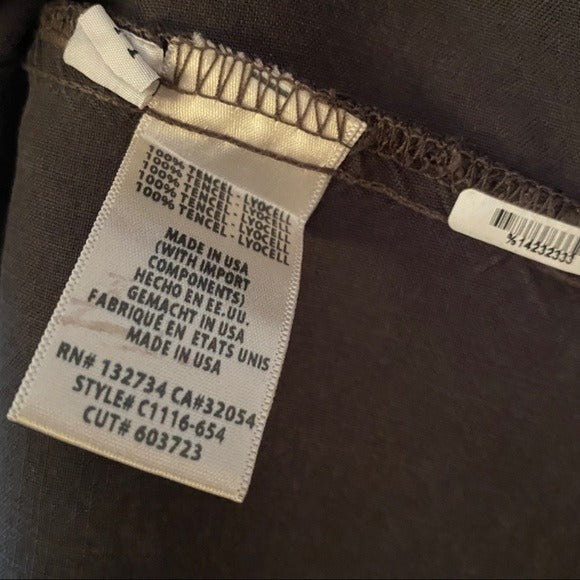 100% TENCEL - LYOCELL
100% TENCEL - LYOCELL
100% TENCEL - LYOCELL
100% TENCEL - LYOCELL
MADE IN USA
(WITH IMPORT
COMPONENTS)
HECHO EN EE.UU.
GEMACHT IN USA
FABRIQUÉ EN ETATS UNIS
MADE IN USA
RN# 132734 CA#32054
STYLE# C1116-654
CUT# 603723
14232333